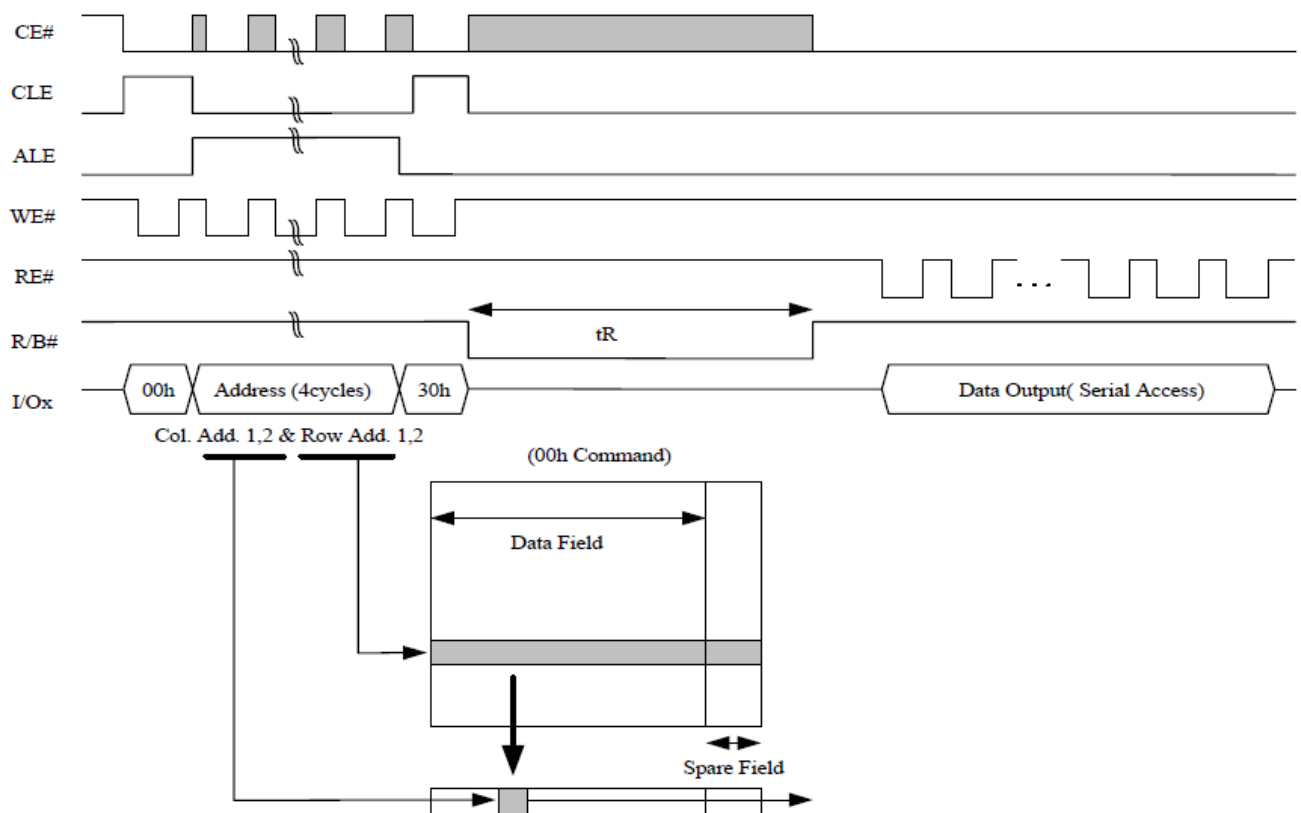 CE#
CLE
ALE
WE#
RE#
R/B#
tR
I/Ox
00h
Address (4cycles)
30h
Data Output( Serial Access)
Col. Add. 1,2 & Row Add. 1,2
(00h Command)
Data Field
Spare Field